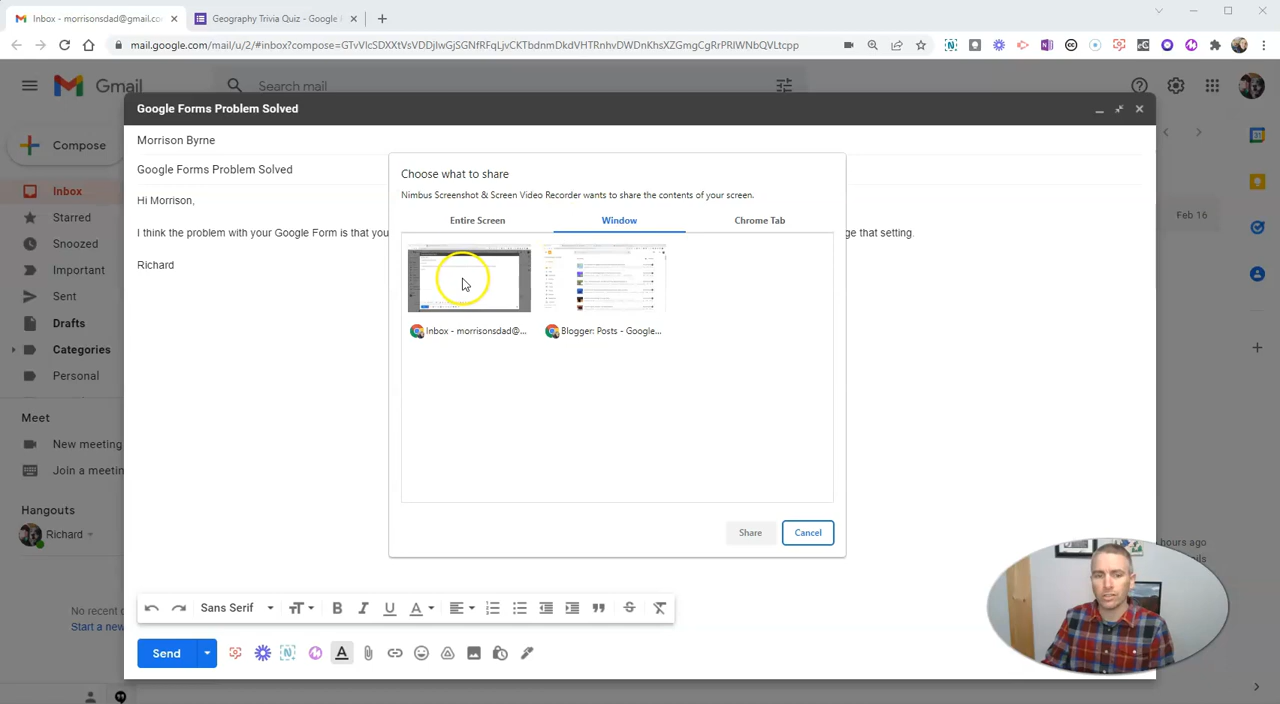 Inbox - morrisonsdad@gmail.co
Geography Trivia Quiz - Google
mail.google.com/mail/u/2/#inbox?compose=GTvVlcSDXXtVsVDDJlwGjSGNfRFqLjvCKTbdnmDkdVHTRnhvDWDnKhsXZGmgCgRrPRlWNbQVLtcpp
Gmail
Search mail
Google Forms Problem Solved
Compose
Inbox
Starred
Snoozed
Important
Sent
Drafts
Categories
Personal
Meet
New meeting
Join a meetin
Hangouts
Richard
No recent c
Start a new
Morrison Byrne
Google Forms Problem Solved
Hi Morrison,
I think the problem with your Google Form is that you
ge that setting.
Richard
Feb 16
Choose what to share
Nimbus Screenshot & Screen Video Recorder wants to share the contents of your screen.
Entire Screen
Window
Chrome Tab
Inbox - morrisonsdad@...
Blogger: Posts - Google...
Share
Cancel
hours ago
Sans Serif
Send